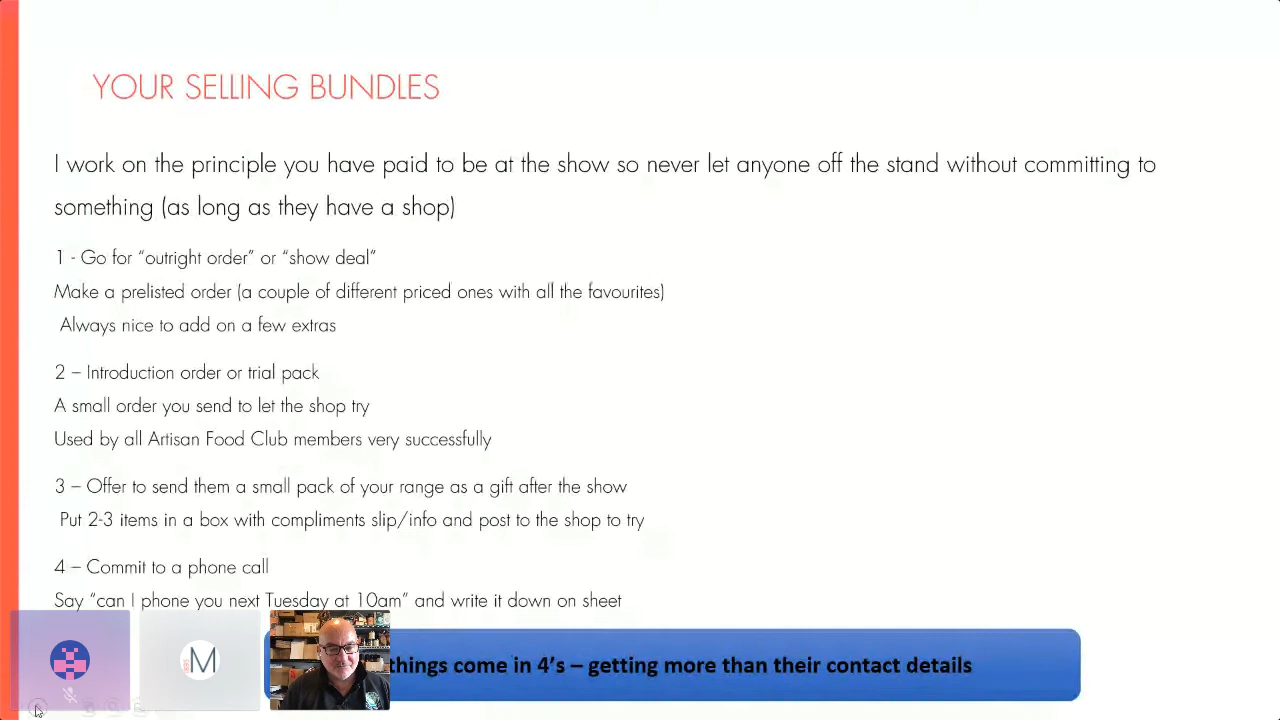 YOUR SELLING BUNDLES
I work on the principle you have paid to be at the show so never let anyone off the stand without committing to
something (as long as they have a shop)
1 - Go for “outright order” or “show deal”
Make a prelisted order (a couple of different priced ones with all the favourites)
Always nice to add on a few extras
2 – Introduction order or trial pack
A small order you send to let the shop try
Used by all Artisan Food Club members very successfully
3 – Offer to send them a small pack of your range as a gift after the show
Put 2-3 items in a box with compliments slip/info and post to the shop to try
4 – Commit to a phone call
Say “can I phone you next Tuesday at 10am” and write it down on sheet
things come in 4’s – getting more than their contact details
M